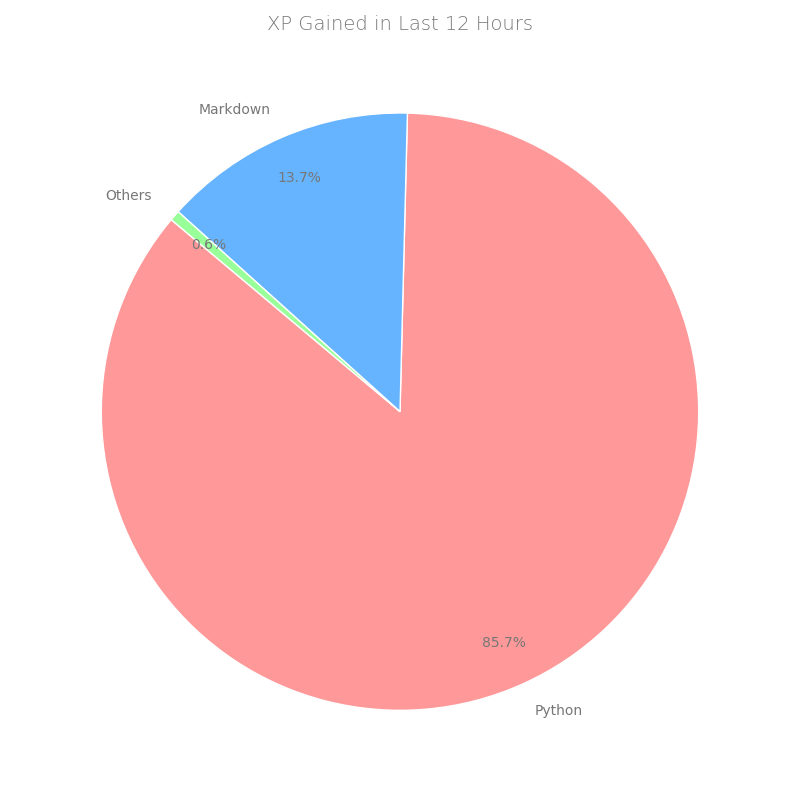 XP Gained in Last 12 Hours
Markdown
13.7%
Others
0.6%
85.7%
Python